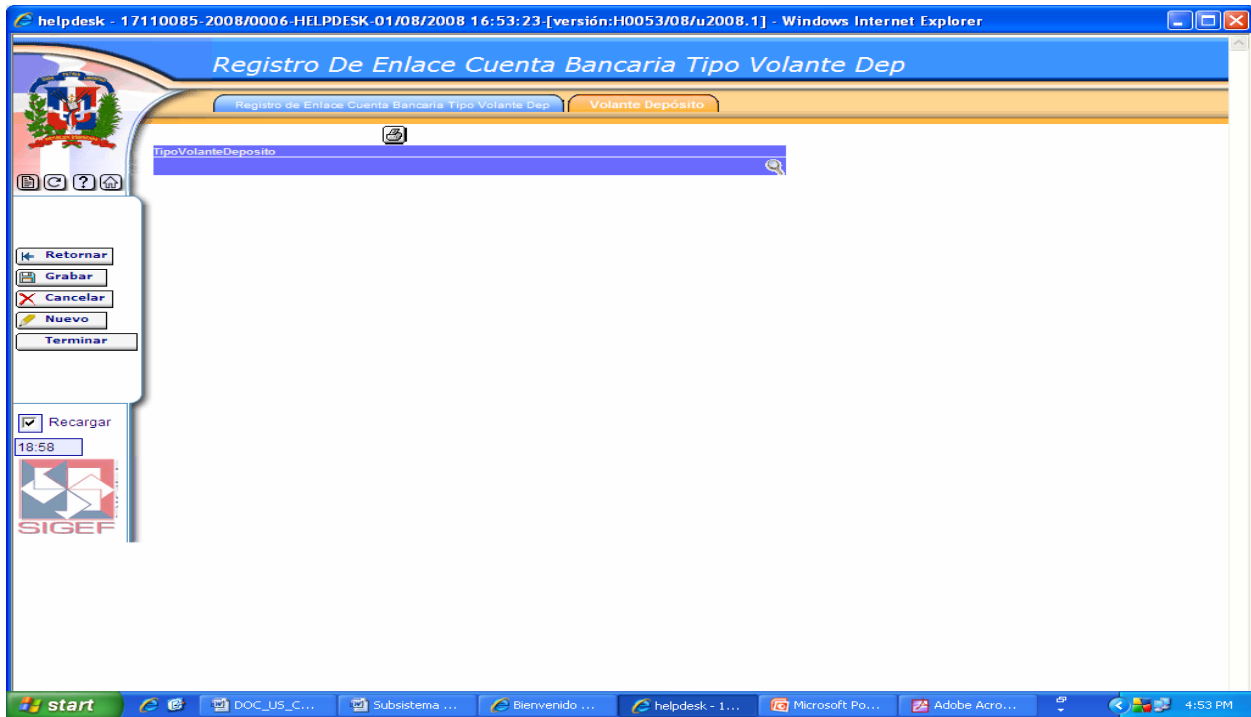 helpdesk - 17110085-2008/0006-HELPDESK-01/08/2008 16:53:23-[versión:H0053/08/u2008.1] - Windows Internet Explorer
Registro De Enlace Cuenta Bancaria Tipo Volante Dep
Registro de Enlace Cuenta Bancaria Tipo Volante Dep
Volante Depósito
TipoVolanteDeposito
Retornar
Grabar
Cancelar
Nuevo
Terminar
Recargar
18:58
SIGEF
start
DOC_US_C...
Subsistema ...
Bienvenido ...
helpdesk - 1...
Microsoft Po...
Adobe Acro...
4:53 PM